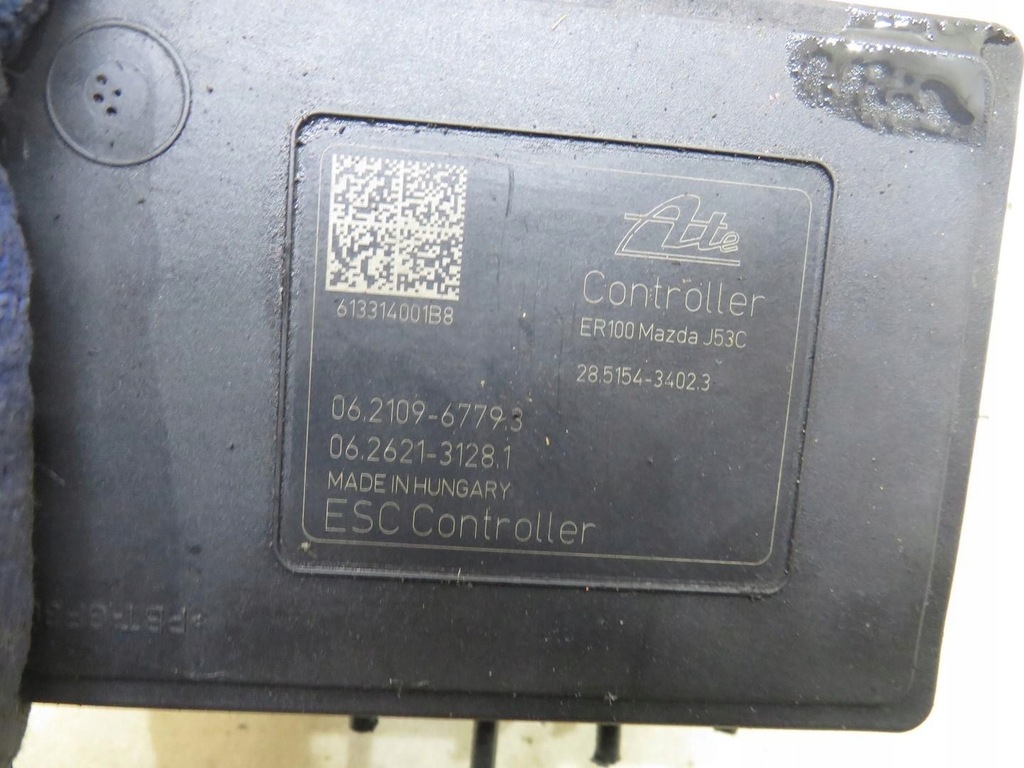 613314001B8
Ate
Controller
ER100 Mazda J53C
28.5154-3402.3
06.2109-6779.3
06.2621-3128.1
MADE IN HUNGARY
ESC Controller